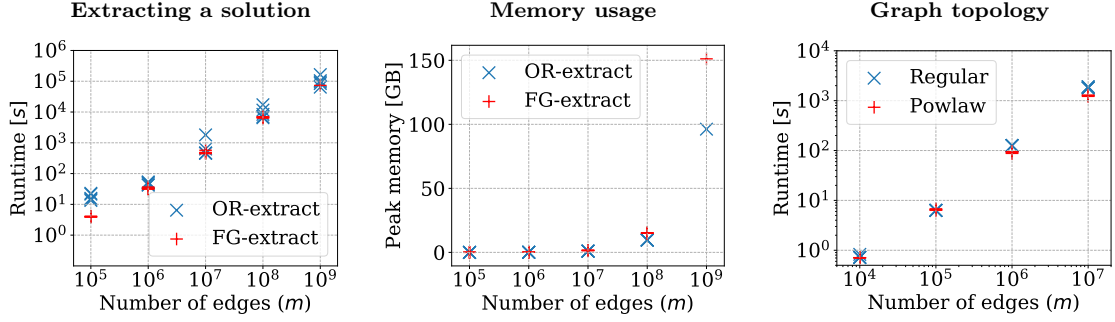 Extracting a solution
Runtime [s]
10^6
10^5
10^4
10^3
10^2
10^1
10^0
OR-extract
FG-extract
10^5 10^6 10^7 10^8 10^9
Number of edges (m)
Memory usage
Peak memory [GB]
150
100
50
0
OR-extract
FG-extract
10^5 10^6 10^7 10^8 10^9
Number of edges (m)
Graph topology
Runtime [s]
10^4
10^3
10^2
10^1
10^0
Regular
Powlaw
10^4 10^5 10^6 10^7
Number of edges (m)